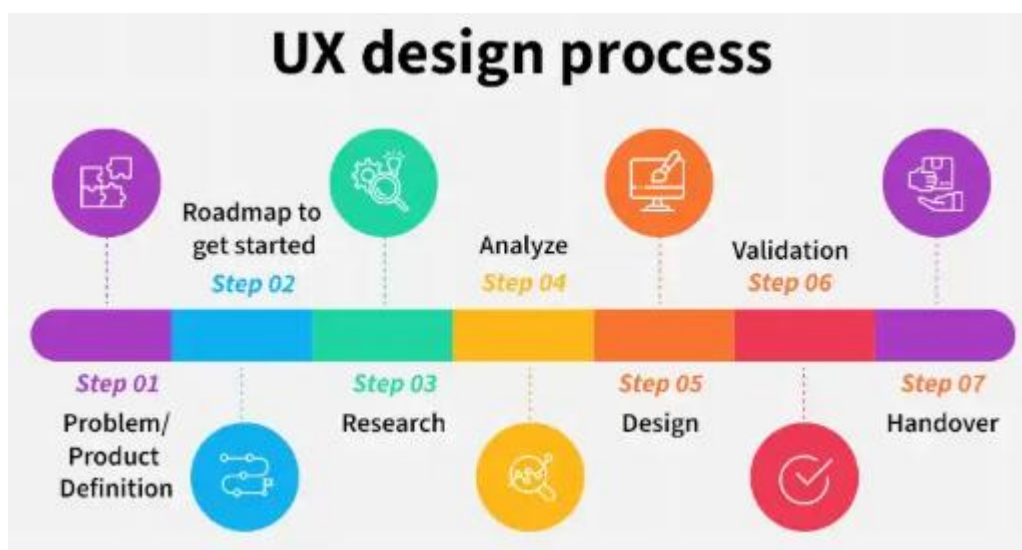 UX design process
Roadmap to
get started
Step 02
Analyze
Step 04
Validation
Step 06
Step 01
Problem/
Product
Definition
Step 03
Research
Step 05
Design
Step 07
Handover